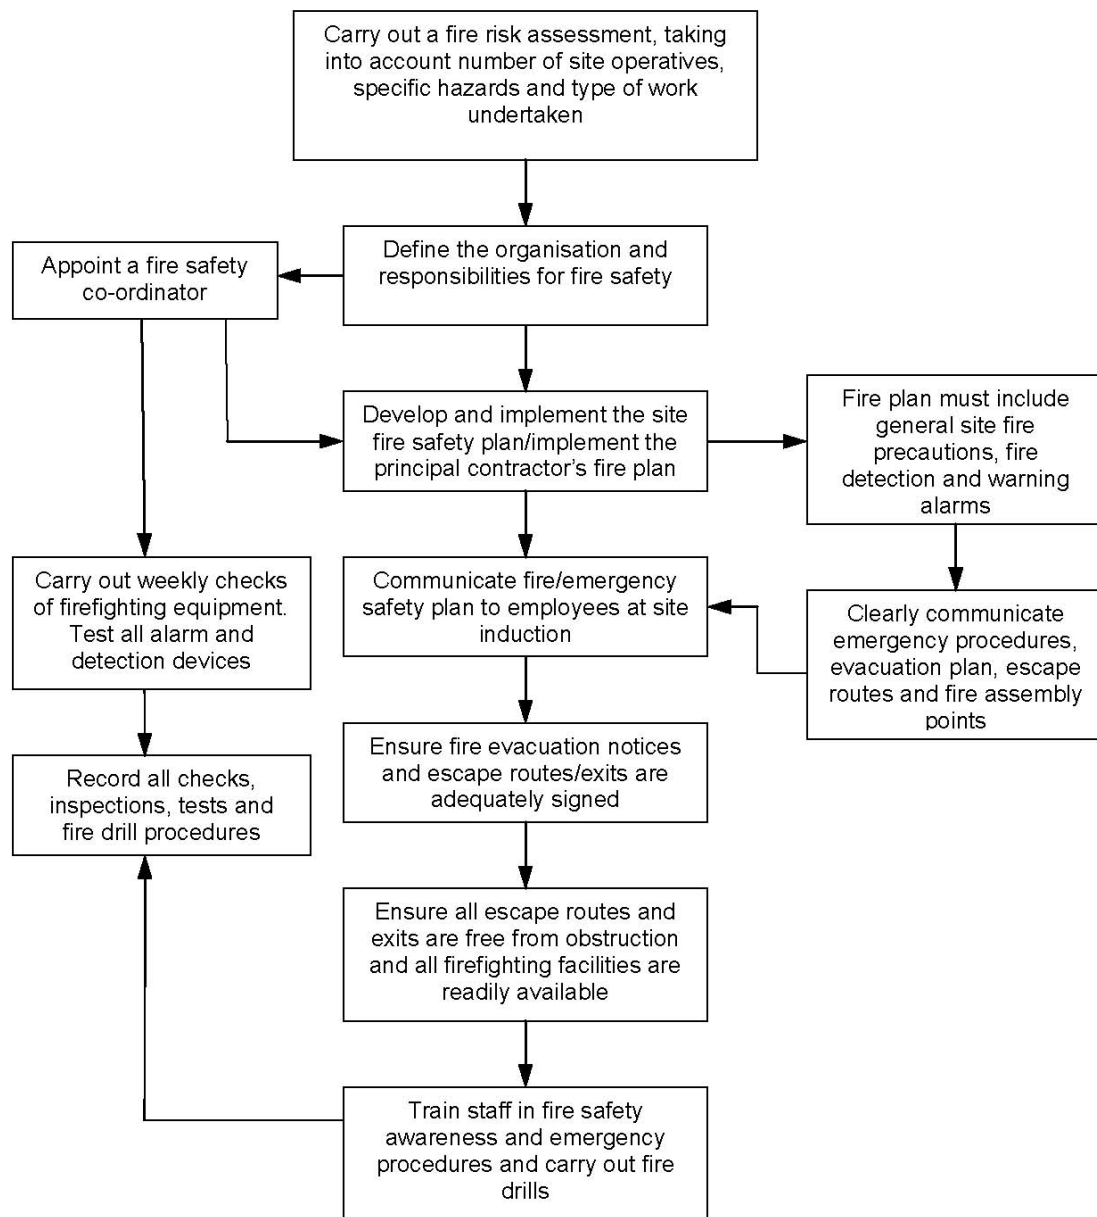 Carry out a fire risk assessment, taking
into account number of site operatives,
specific hazards and type of work
undertaken
Define the organisation and
responsibilities for fire safety
Appoint a fire safety
co-ordinator
Develop and implement the site
fire safety plan/implement the
principal contractor's fire plan
Fire plan must include
general site fire
precautions, fire
detection and warning
alarms
Carry out weekly checks
of firefighting equipment.
Test all alarm and
detection devices
Communicate fire/emergency
safety plan to employees at site
induction
Clearly communicate
emergency procedures,
evacuation plan, escape
routes and fire assembly
points
Ensure fire evacuation notices
and escape routes/exits are
adequately signed
Record all checks,
inspections, tests and
fire drill procedures
Ensure all escape routes and
exits are free from obstruction
and all firefighting facilities are
readily available
Train staff in fire safety
awareness and emergency
procedures and carry out fire
drills